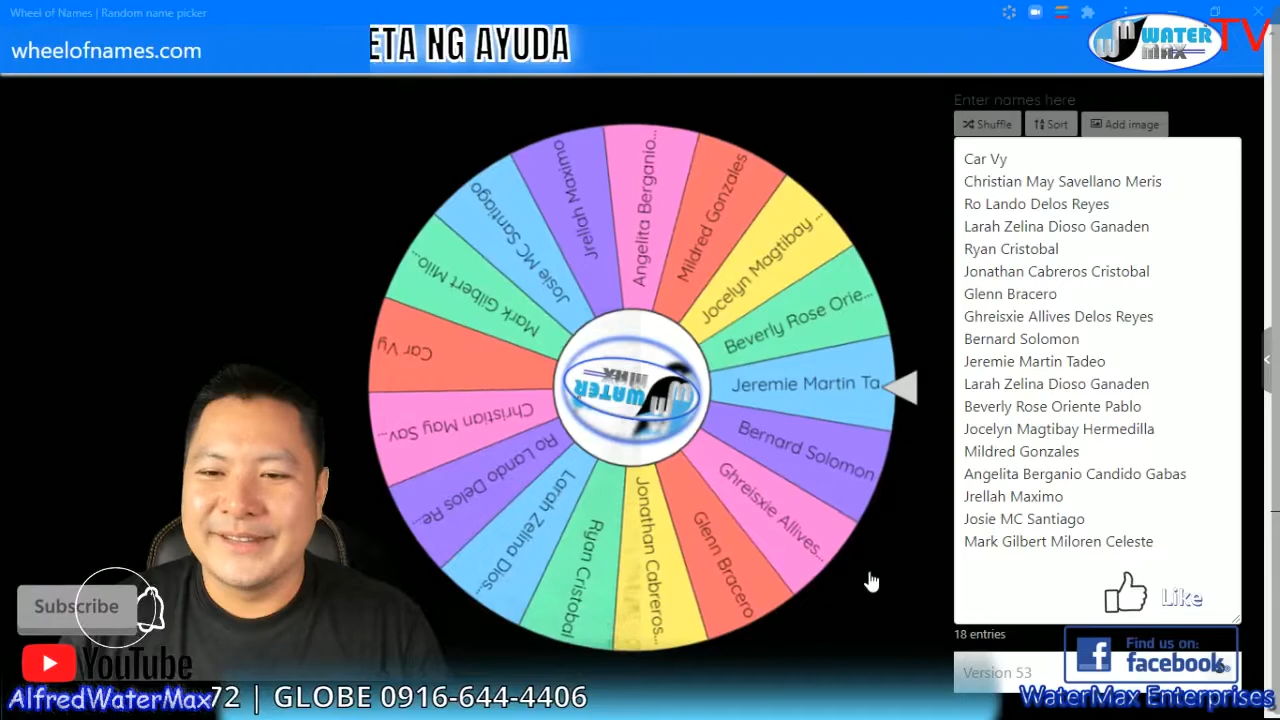 Wheel of Names | Random name picker
wheelofnames.com
ETA NG AYUDA
WATER MAX TV
Enter names here
Shuffle
Sort
Add image
Car Vy
Christian May Savellano Meris
Ro Lando Delos Reyes
Larah Zelina Dioso Ganaden
Ryan Cristobal
Jonathan Cabreros Cristobal
Glenn Bracero
Ghreisxie Allives Delos Reyes
Bernard Solomon
Jeremie Martin Tadeo
Larah Zelina Dioso Ganaden
Beverly Rose Oriente Pablo
Jocelyn Magtibay Hermedilla
Mildred Gonzales
Angelita Berganio Candido Gabas
Jrellah Maximo
Josie MC Santiago
Mark Gilbert Miloren Celeste
Like
18 entries
Version 53
Find us on:
facebook
WaterMax Enterprises
Angelita Berganio...
Mildred Gonzales
Jocelyn Magtibay ...
Beverly Rose Orie...
Jeremie Martin Ta
Bernard Solomon
Ghreisxie Allives...
Glenn Bracero
Jonathan Cabreros...
Ryan Cristobal
Larah Zelina Dios...
Ro Lando Delos Re...
Christian May Sav...
Car Vy
Mark Gilbert Milo...
Josie MC Santiago
Jrellah Maximo
WATER MAX
Subscribe
YouTube
AlfredWaterMax
72 | GLOBE 0916-644-4406